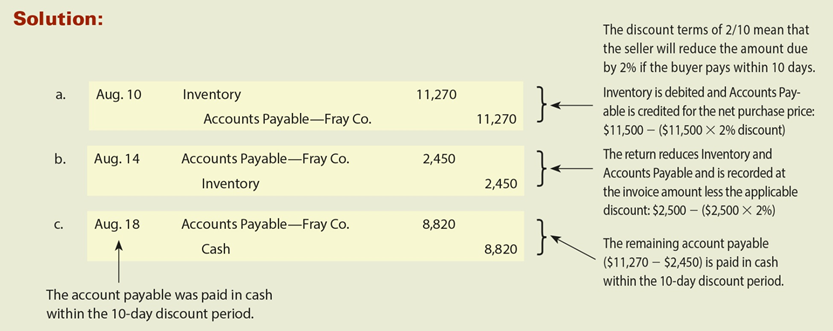 Solution:
The discount terms of 2/10 mean that
the seller will reduce the amount due
by 2% if the buyer pays within 10 days.
a. Aug. 10 Inventory 11,270
Accounts Payable—Fray Co. 11,270
Inventory is debited and Accounts Pay-
able is credited for the net purchase price:
$11,500 – ($11,500 × 2% discount)
b. Aug. 14 Accounts Payable—Fray Co. 2,450
Inventory 2,450
The return reduces Inventory and
Accounts Payable and is recorded at
the invoice amount less the applicable
discount: $2,500 – ($2,500 × 2%)
c. Aug. 18 Accounts Payable—Fray Co. 8,820
Cash 8,820
The remaining account payable
($11,270 – $2,450) is paid in cash
within the 10-day discount period.
The account payable was paid in cash
within the 10-day discount period.